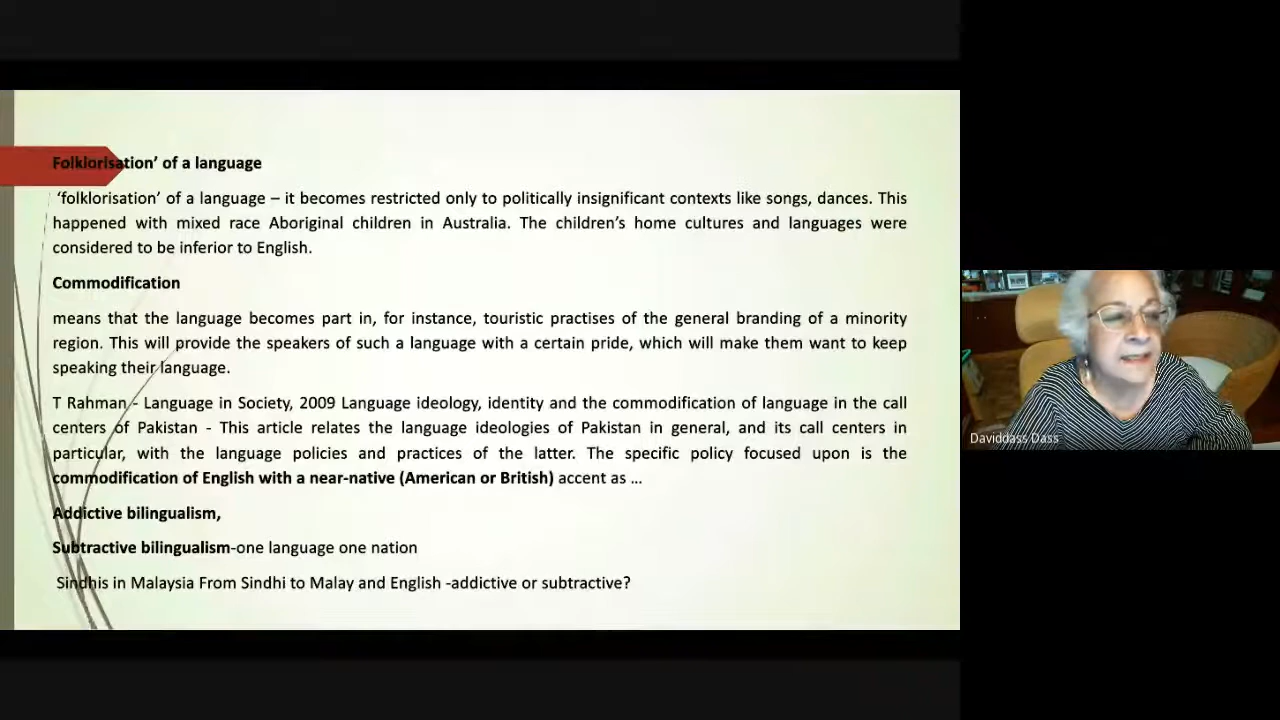 Folklorisation’ of a language
‘folklorisation’ of a language – it becomes restricted only to politically insignificant contexts like songs, dances. This
happened with mixed race Aboriginal children in Australia. The children’s home cultures and languages were
considered to be inferior to English.
Commodification
means that the language becomes part in, for instance, touristic practises of the general branding of a minority
region. This will provide the speakers of such a language with a certain pride, which will make them want to keep
speaking their language.
T Rahman - Language in Society, 2009 Language ideology, identity and the commodification of language in the call
centers of Pakistan - This article relates the language ideologies of Pakistan in general, and its call centers in
particular, with the language policies and practices of the latter. The specific policy focused upon is the
commodification of English with a near-native (American or British) accent as ...
Addictive bilingualism,
Subtractive bilingualism-one language one nation
Sindhis in Malaysia From Sindhi to Malay and English -addictive or subtractive?
Daviddass Dass